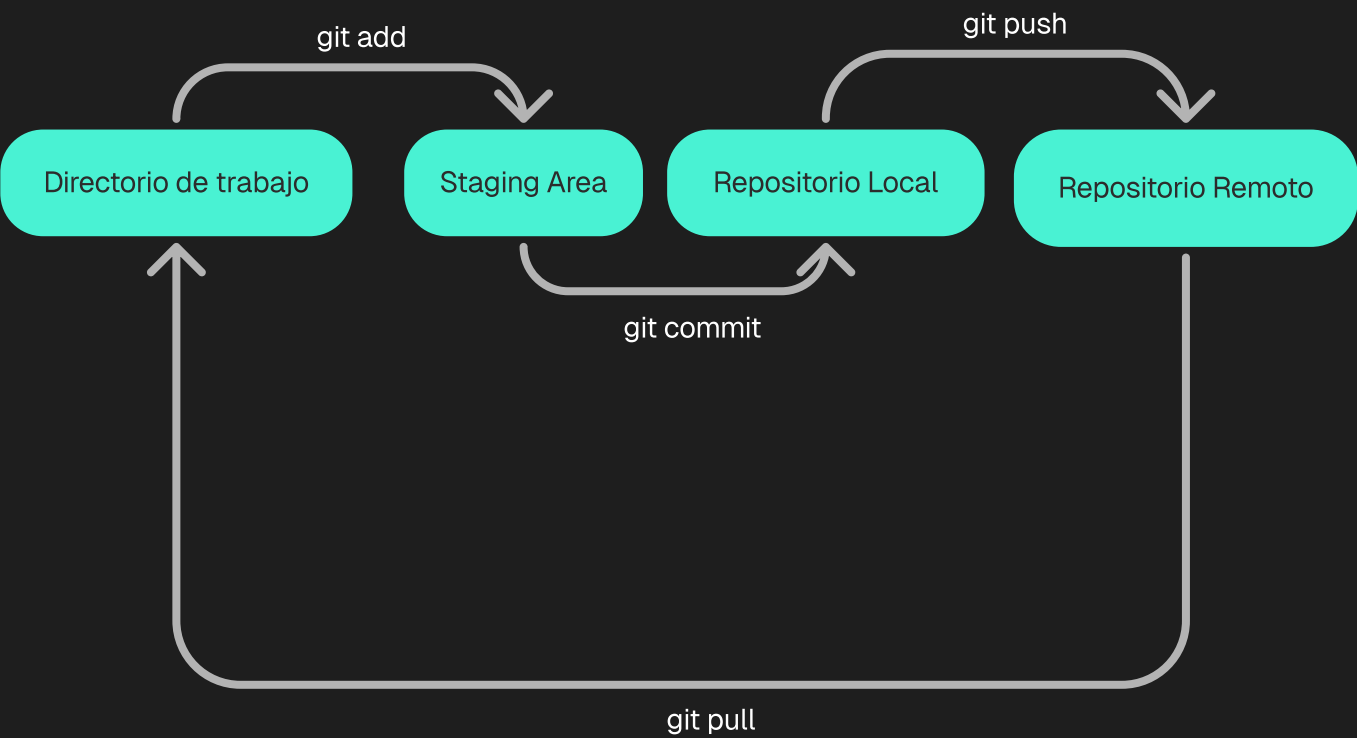 git add
git push
Directorio de trabajo
Staging Area
Repositorio Local
Repositorio Remoto
git commit
git pull